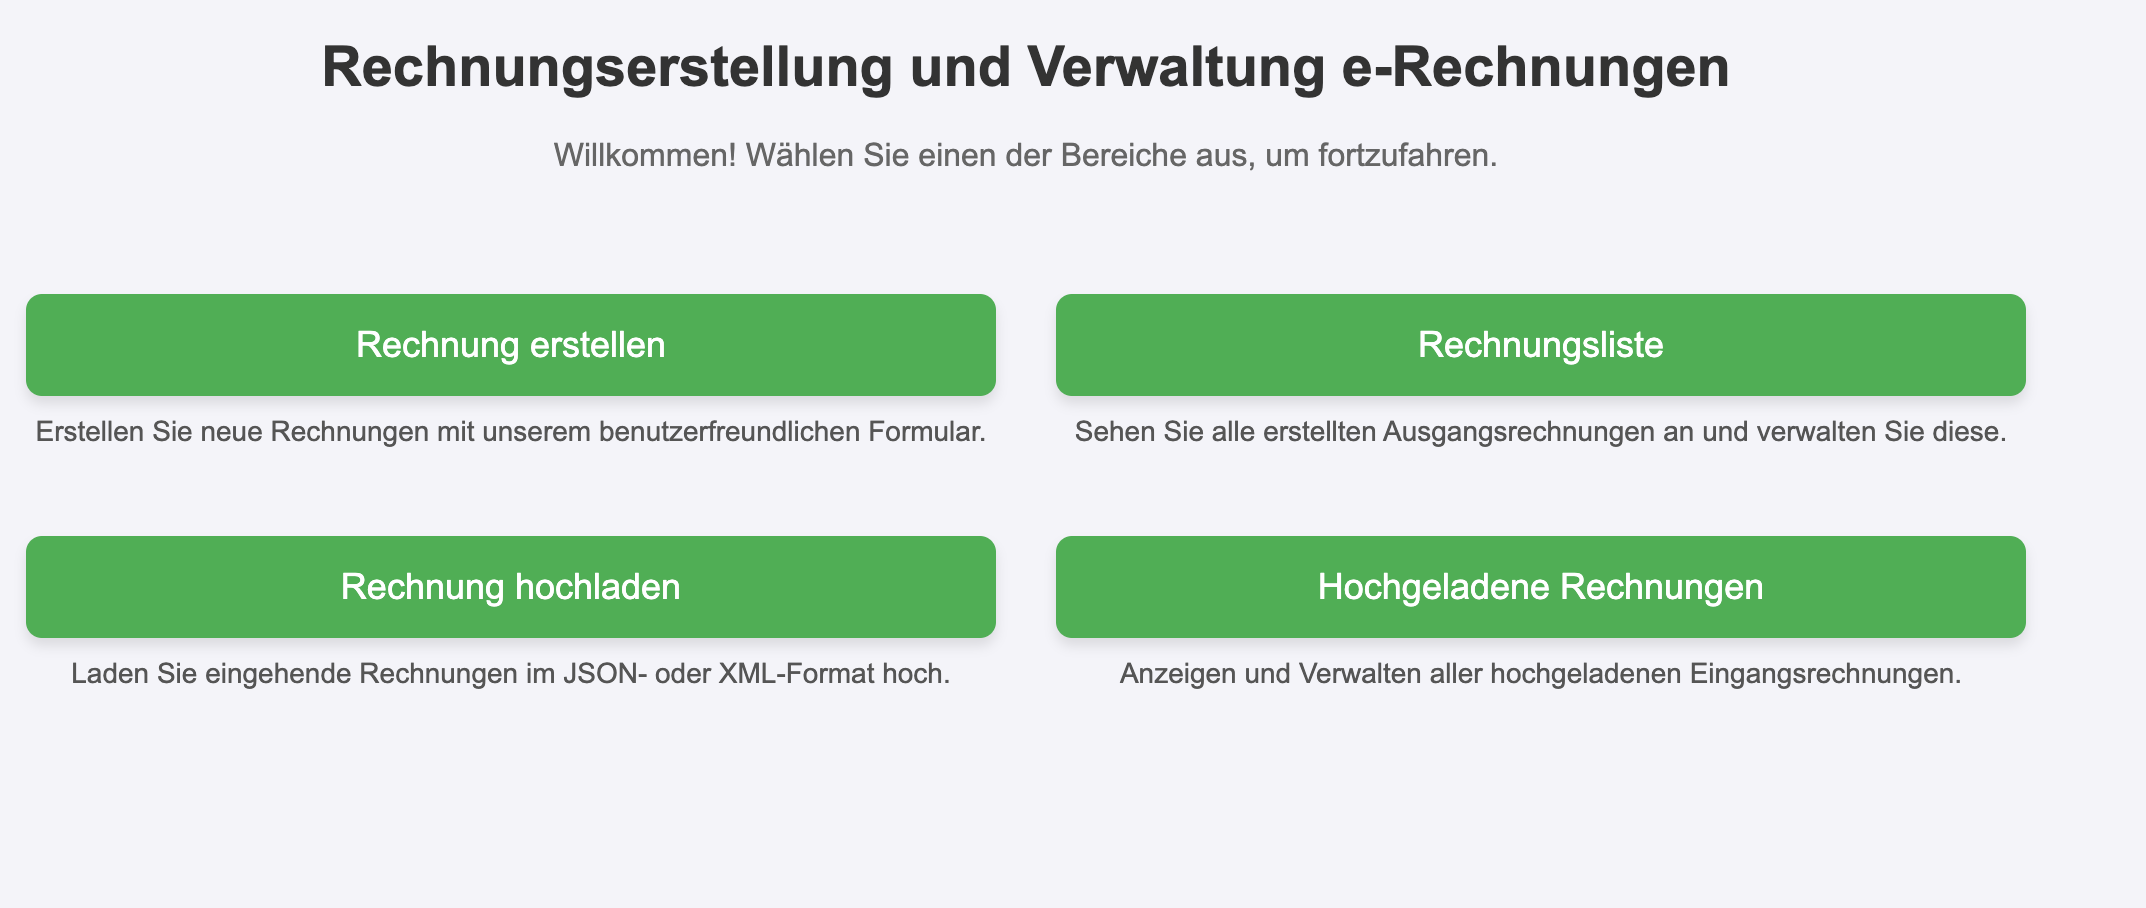 Rechnungserstellung und Verwaltung e-Rechnungen
Willkommen! Wählen Sie einen der Bereiche aus, um fortzufahren.
Rechnung erstellen
Erstellen Sie neue Rechnungen mit unserem benutzerfreundlichen Formular.
Rechnungsliste
Sehen Sie alle erstellten Ausgangsrechnungen an und verwalten Sie diese.
Rechnung hochladen
Laden Sie eingehende Rechnungen im JSON- oder XML-Format hoch.
Hochgeladene Rechnungen
Anzeigen und Verwalten aller hochgeladenen Eingangsrechnungen.